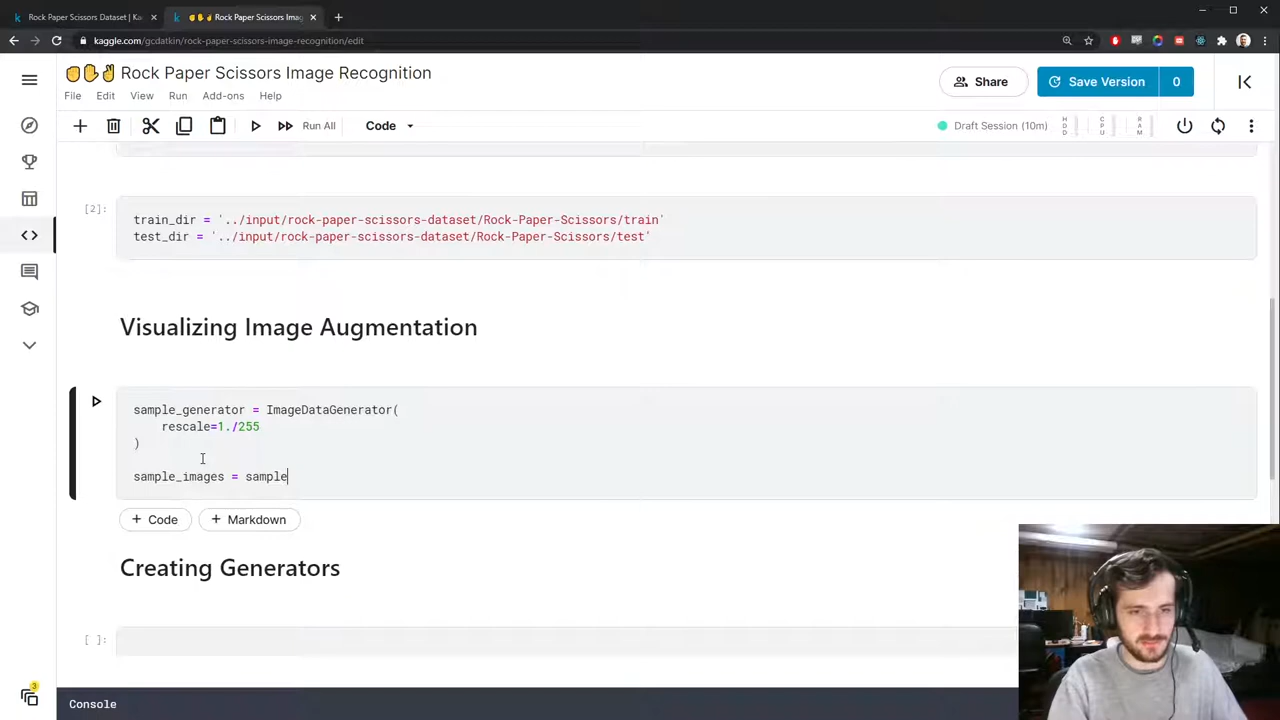 Rock Paper Scissors Dataset | Ka
✊✋✌ Rock Paper Scissors Imag
kaggle.com/gcdatkin/rock-paper-scissors-image-recognition/edit
✊✋✌ Rock Paper Scissors Image Recognition
Share
Save Version
0
File
Edit
View
Run
Add-ons
Help
Run All
Code
Draft Session (10m)
HDD
CPU
RAM
[2]:
train_dir = '../input/rock-paper-scissors-dataset/Rock-Paper-Scissors/train'
test_dir = '../input/rock-paper-scissors-dataset/Rock-Paper-Scissors/test'
Visualizing Image Augmentation
sample_generator = ImageDataGenerator(
rescale=1./255
)
sample_images = sample
+ Code
+ Markdown
Creating Generators
[ ]:
3
Console